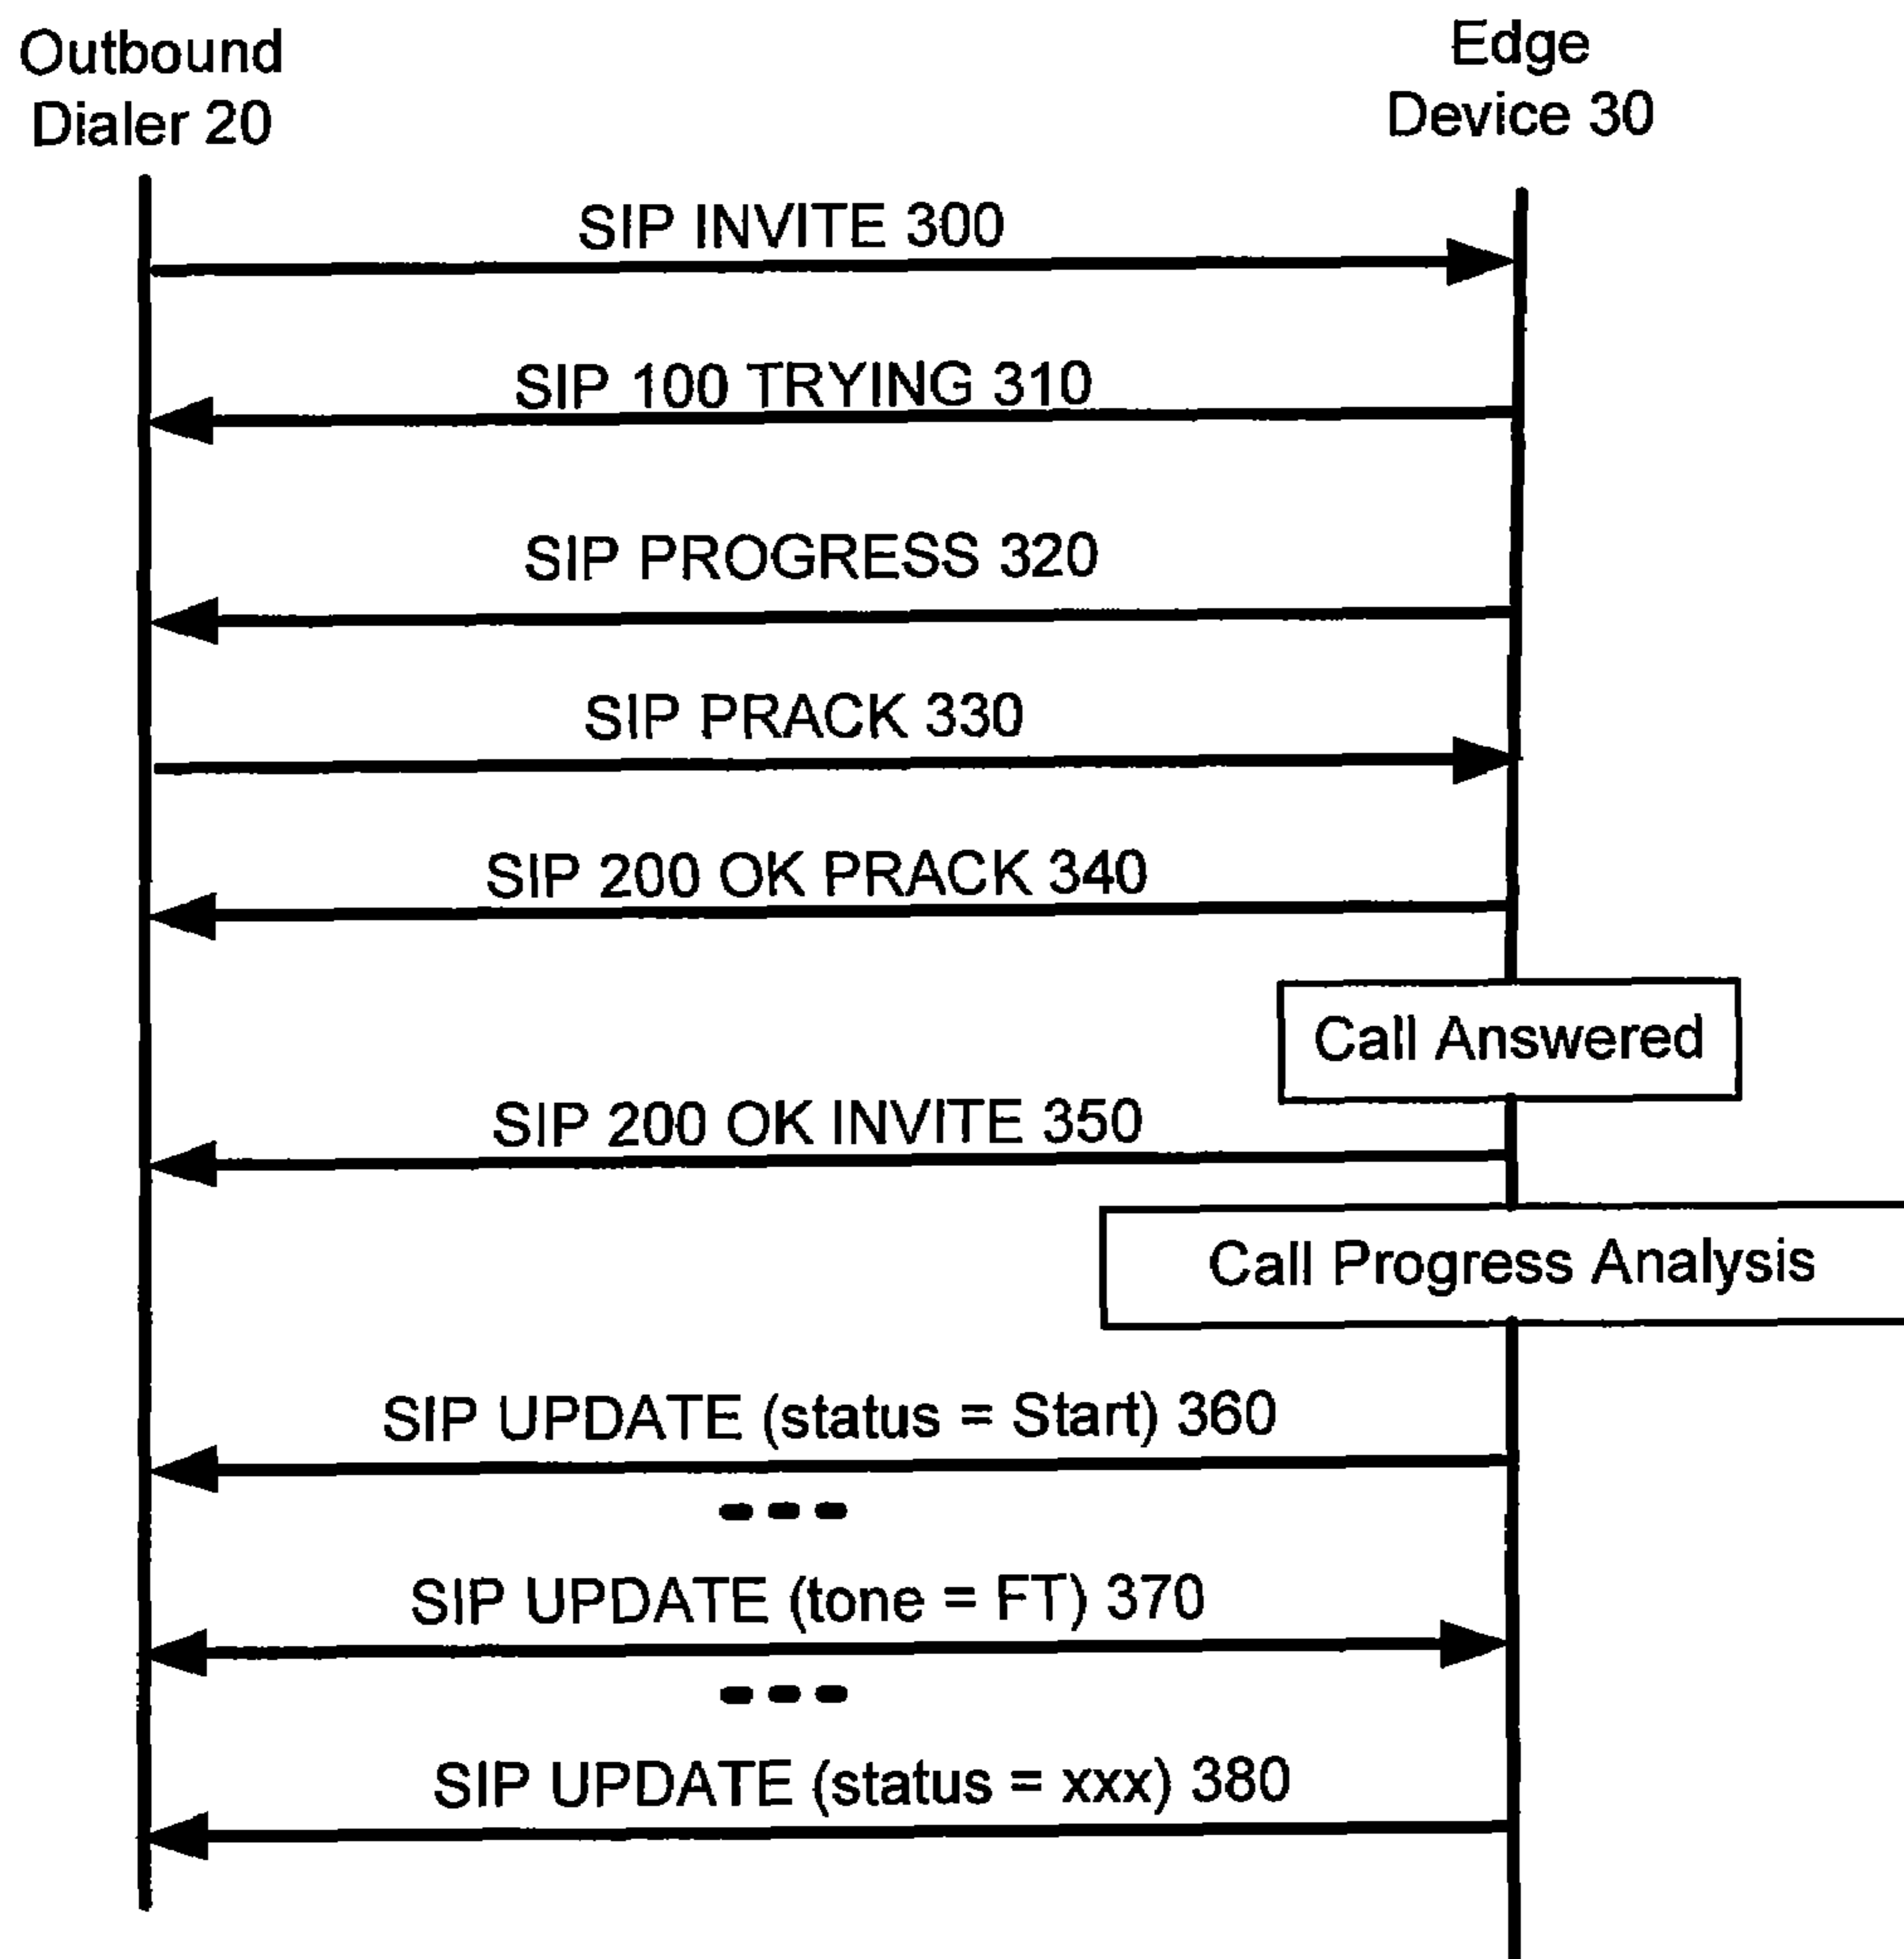 Outbound
Dialer 20
Edge
Device 30
SIP INVITE 300
SIP 100 TRYING 310
SIP PROGRESS 320
SIP PRACK 330
SIP 200 OK PRACK 340
Call Answered
SIP 200 OK INVITE 350
Call Progress Analysis
SIP UPDATE (status = Start) 360
SIP UPDATE (tone = FT) 370
SIP UPDATE (status = xxx) 380